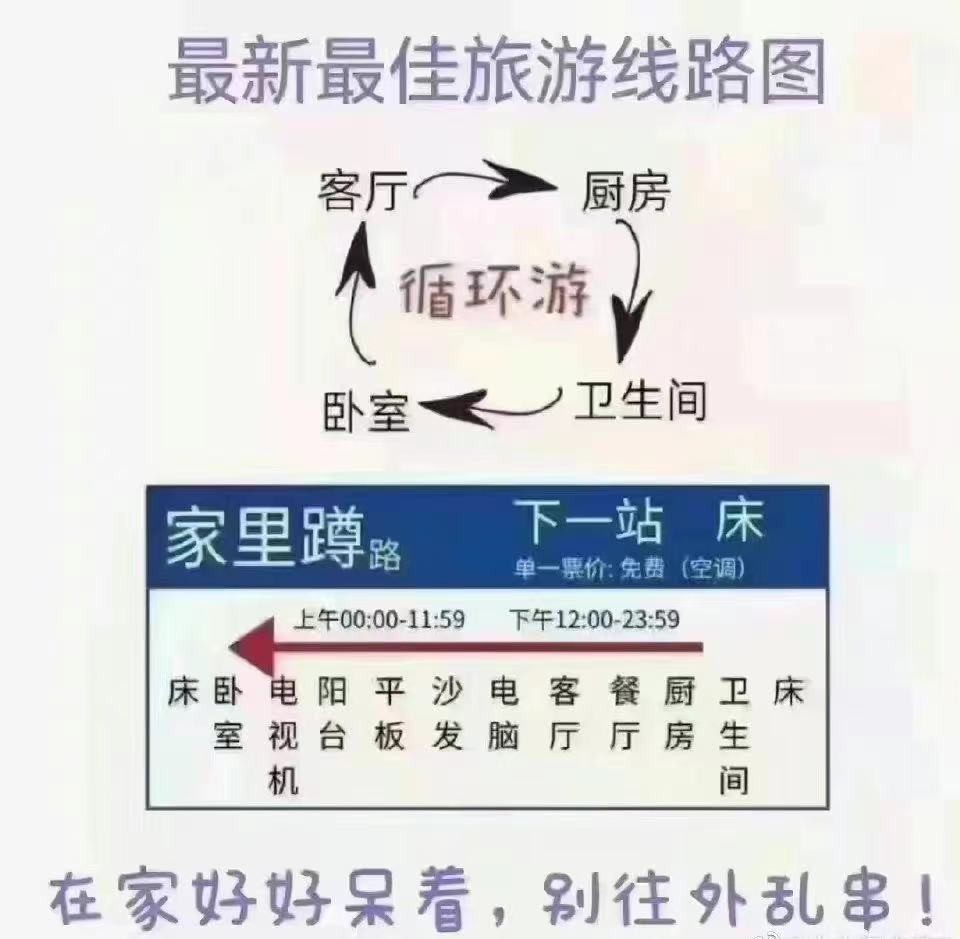 最新最佳旅游线路图
客厅 厨房
循环游
卧室 卫生间
家里蹲路 下一站 床
单一票价: 免费（空调）
上午00:00-11:59 下午12:00-23:59
床 卧室 电视机 阳台 平板 沙发 电脑 客厅 餐厅 厨房 卫生间 床
在家好好呆着，别往外乱串！